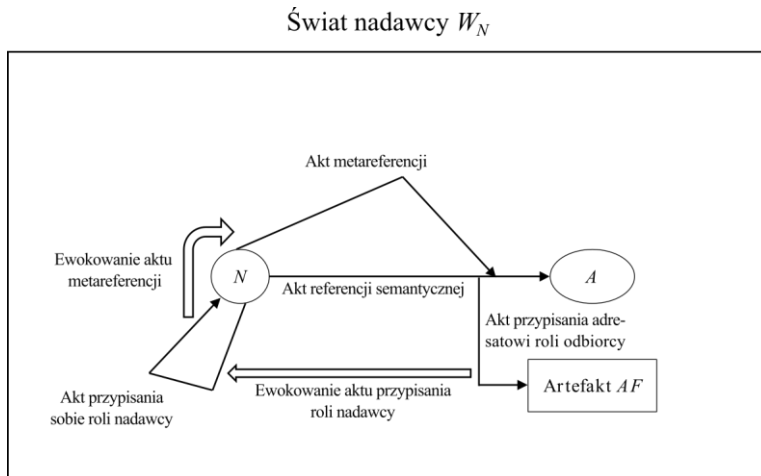 Świat nadawcy W_N
Akt metareferencji
Ewokowanie aktu
metareferencji
N
Akt referencji semantycznej
A
Akt przypisania adre-
satowi roli odbiorcy
Artefakt AF
Ewokowanie aktu przypisania
roli nadawcy
Akt przypisania
sobie roli nadawcy